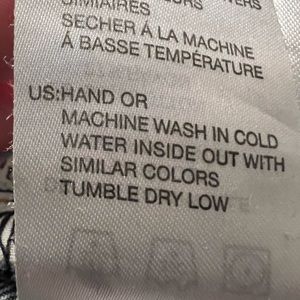 SIMIAIRES
SECHER Á LA MACHINE
Á BASSE TEMPÉRATURE
US:HAND OR
MACHINE WASH IN COLD
WATER INSIDE OUT WITH
SIMILAR COLORS
TUMBLE DRY LOW